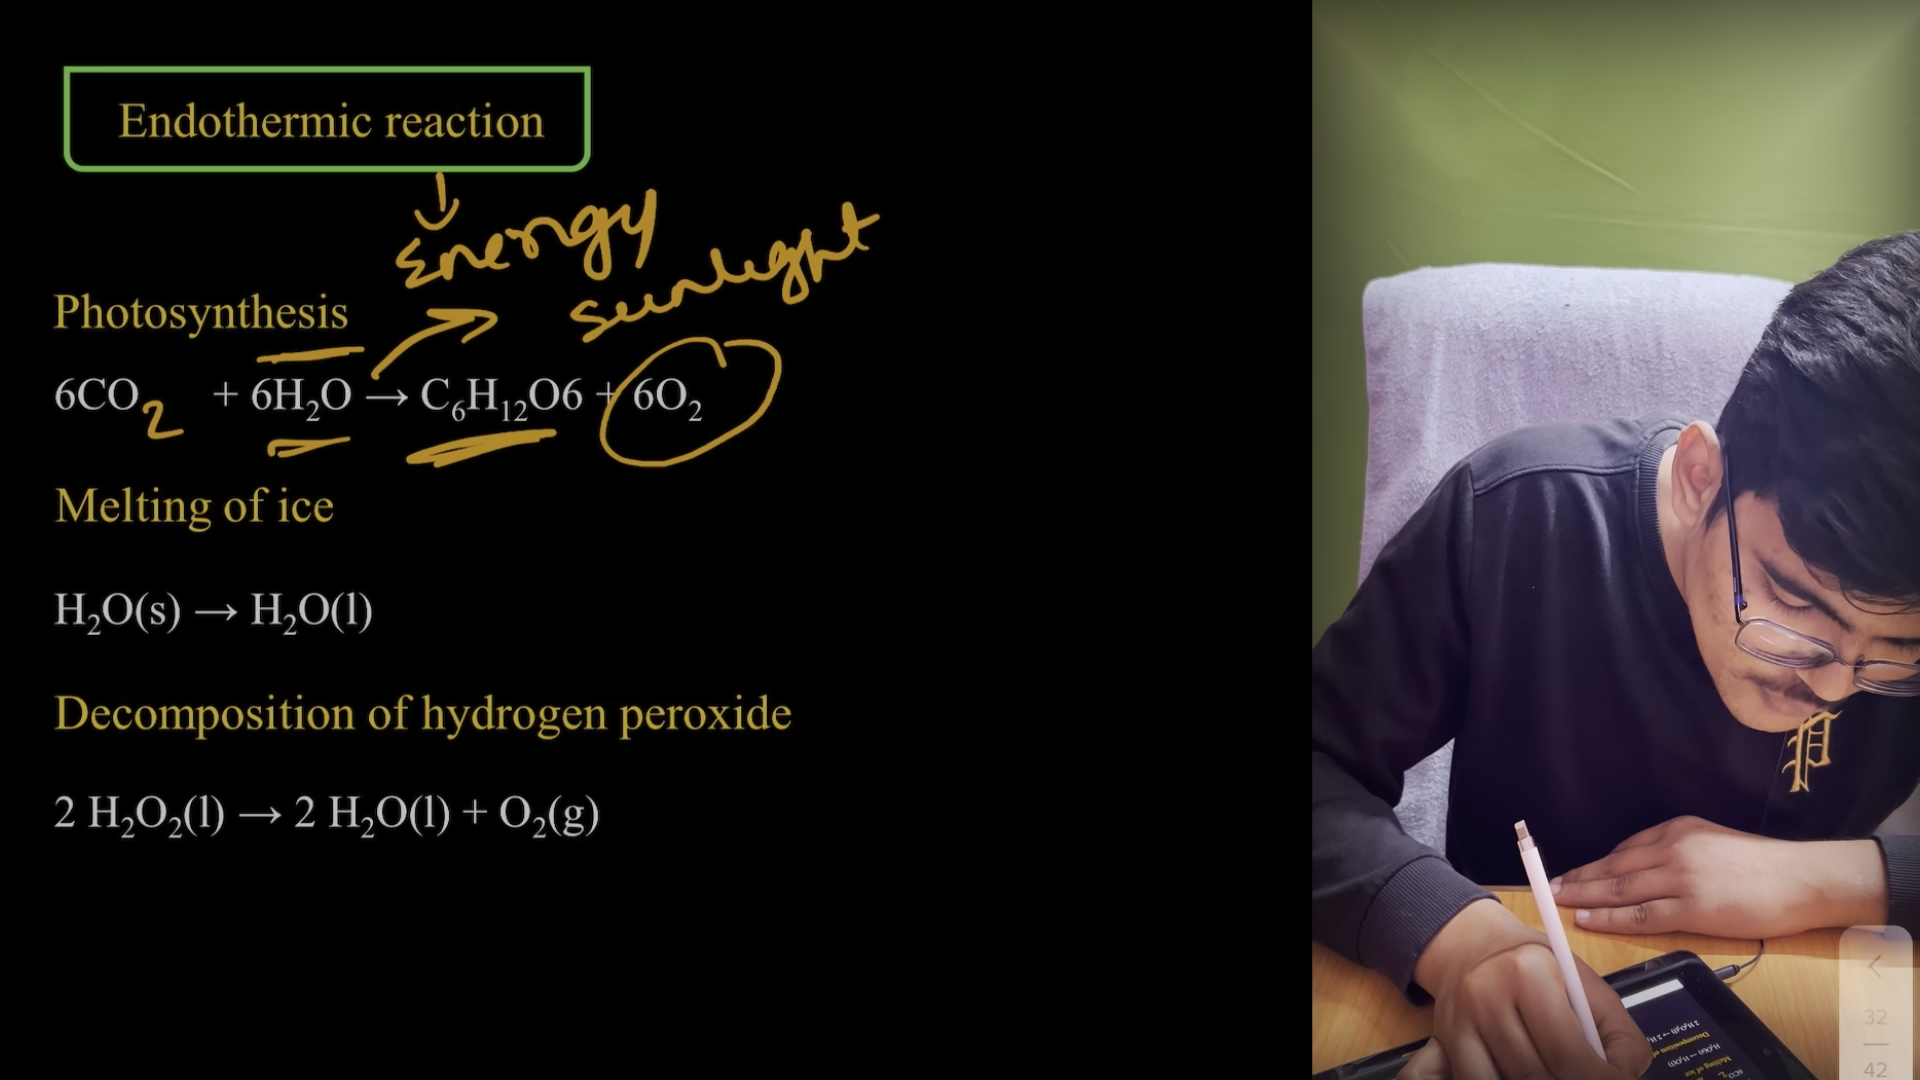 Endothermic reaction
Energy
sunlight
Photosynthesis
6CO2 + 6H₂O → C₆H₁₂O6 + 6O₂
Melting of ice
H₂O(s) → H₂O(l)
Decomposition of hydrogen peroxide
2 H₂O₂(l) → 2 H₂O(l) + O₂(g)
P
32
42